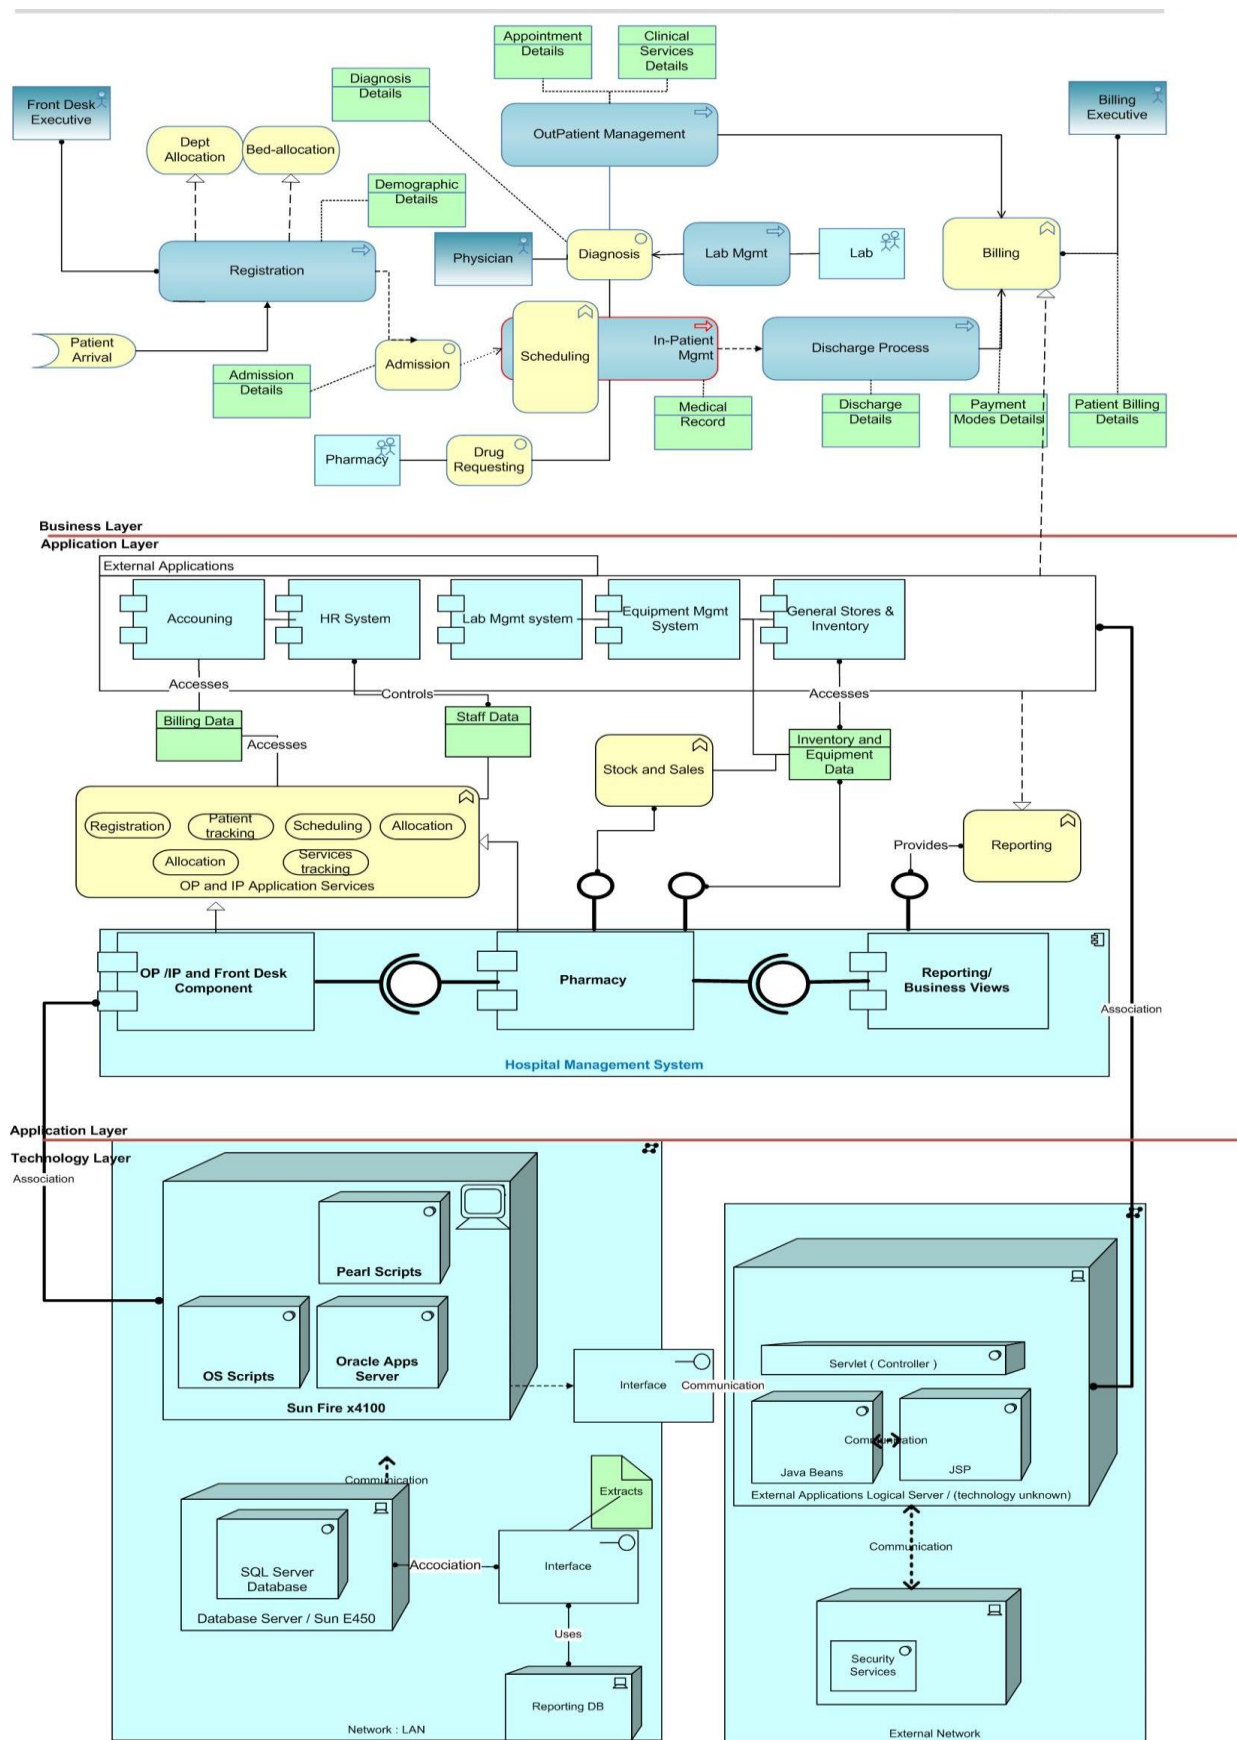 Appointment
Details
Clinical
Services
Details
Diagnosis
Details
Front Desk
Executive
Billing
Executive
Dept
Allocation
Bed-allocation
OutPatient Management
Demographic
Details
Registration
Physician
Diagnosis
Lab Mgmt
Lab
Billing
Patient
Arrival
Admission
Scheduling
In-Patient
Mgmt
Discharge Process
Admission
Details
Medical
Record
Discharge
Details
Payment
Modes Details
Patient Billing
Details
Pharmacy
Drug
Requesting
Business Layer
Application Layer
External Applications
Accouning
HR System
Lab Mgmt system
Equipment Mgmt
System
General Stores &
Inventory
Accesses
Controls
Accesses
Billing Data
Accesses
Staff Data
Inventory and
Equipment
Data
Stock and Sales
Registration
Patient
tracking
Scheduling
Allocation
Allocation
Services
tracking
OP and IP Application Services
Provides
Reporting
OP /IP and Front Desk
Component
Pharmacy
Reporting/
Business Views
Association
Hospital Management System
Application Layer
Technology Layer
Association
Pearl Scripts
OS Scripts
Oracle Apps
Server
Sun Fire x4100
Interface
Communication
Servlet ( Controller )
Communication
Java Beans
JSP
External Applications Logical Server / (technology unknown)
Communication
Extracts
SQL Server
Database
Database Server / Sun E450
Accociation
Interface
Communication
Uses
Reporting DB
Network : LAN
Security
Services
External Network